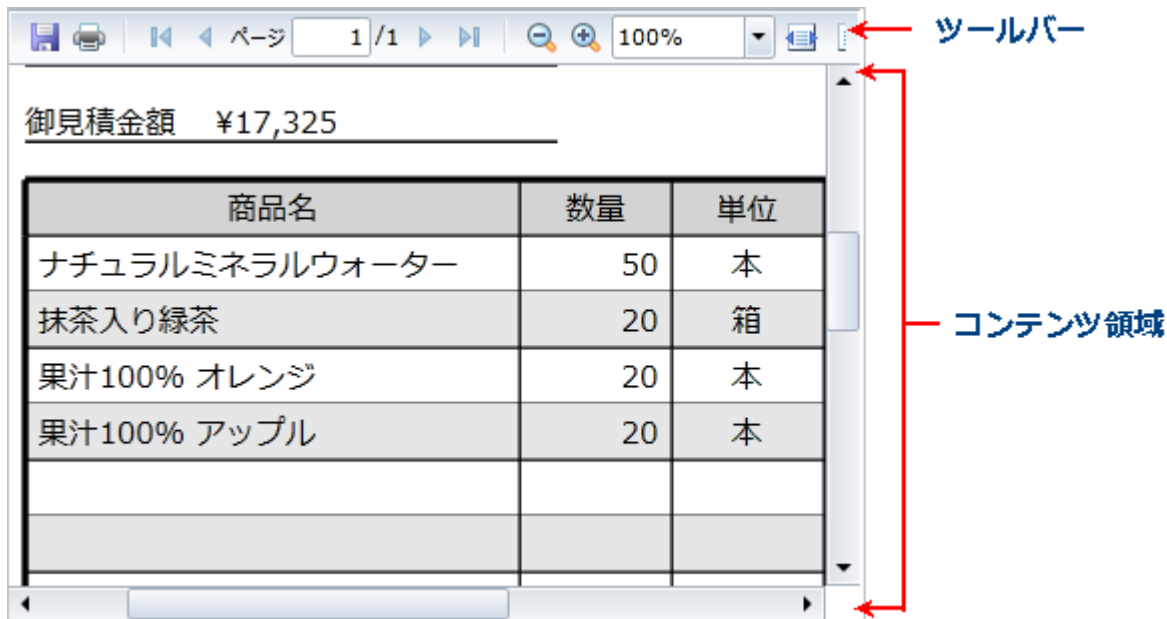 ページ 1 /1 100% ツールバー
御見積金額 ¥17,325
商品名 数量 単位
ナチュラルミネラルウォーター 50 本
抹茶入り緑茶 20 箱
コンテンツ領域
果汁100% オレンジ 20 本
果汁100% アップル 20 本